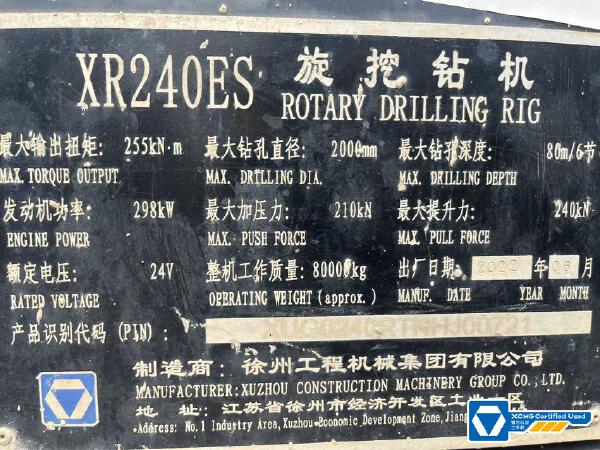 XR240ES 旋挖钻机
ROTARY DRILLING RIG
最大输出扭矩: 255kN·m 最大钻孔直径: 2000mm 最大钻孔深度: 80m/6节
MAX. TORQUE OUTPUT MAX. DRILLING DIA. MAX. DRILLING DEPTH
发动机功率: 298kW 最大加压力: 210kN 最大提升力: 240kN
ENGINE POWER MAX. PUSH FORCE MAX. PULL FORCE
额定电压: 24V 整机工作质量: 80000kg 出厂日期: 2022 年 06 月
RATED VOLTAGE OPERATING WEIGHT (approx.) MANUF. DATE YEAR MONTH
产品识别代码 (PIN):
制造商: 徐州工程机械集团有限公司
MANUFACTURER: XUZHOU CONSTRUCTION MACHINERY GROUP CO., LTD.
地 址: 江苏省徐州市经济开发区工业区
Address: No.1 Industry Area, Xuzhou Economic Development Zone,
XCMG Certified Used